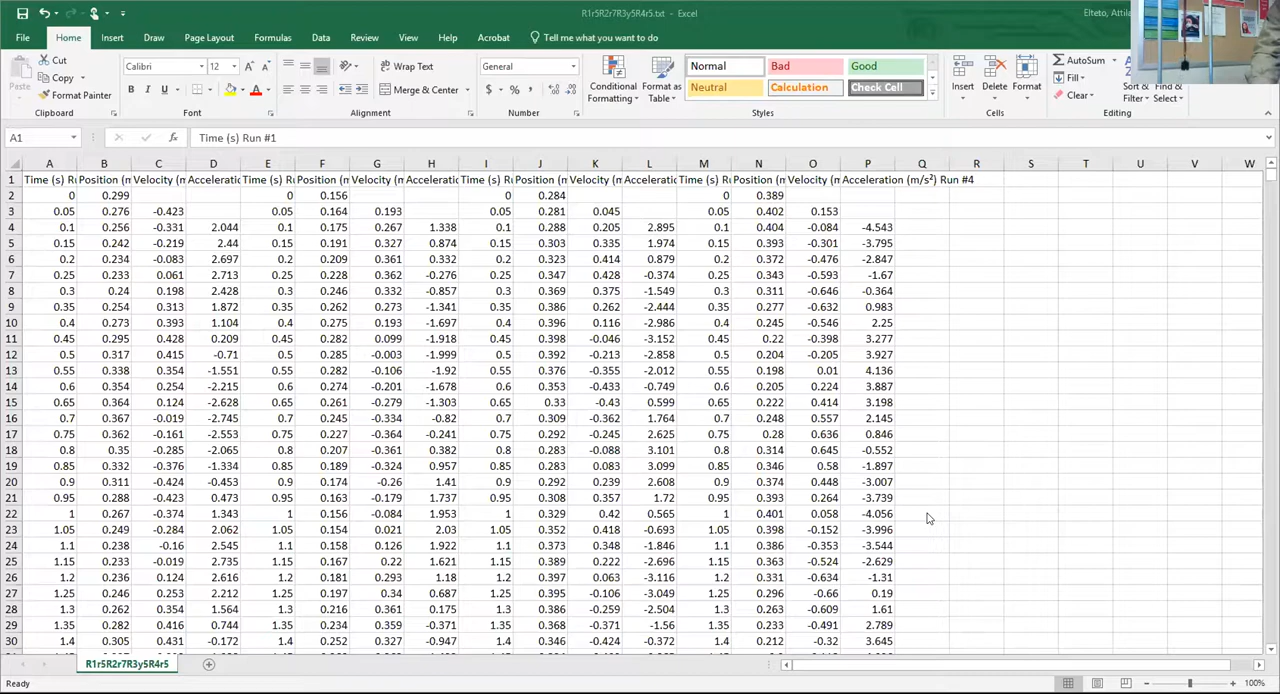 R1r5R2r7R3y5R4r5.txt - Excel
Elteto, Attila
File Home Insert Draw Page Layout Formulas Data Review View Help Acrobat Tell me what you want to do
Paste Cut Copy Format Painter Calibri 12 Wrap Text Merge & Center General Conditional Formatting Format as Table Normal Bad Good Neutral Calculation Check Cell Insert Delete Format AutoSum Fill Clear Sort & Filter Find & Select
Clipboard Font Alignment Number Styles Cells Editing
A1 Time (s) Run #1
A B C D E F G H I J K L M N O P Q R S T U V W
1 Time (s) Ru Position (m Velocity (m Acceleratic Time (s) Ru Position (m Velocity (m Acceleratic Time (s) Ru Position (m Velocity (m Acceleratic Time (s) Ru Position (m Velocity (m Acceleration (m/s²) Run #4
2 0 0.299 0 0.156 0 0.284 0 0.389
3 0.05 0.276 -0.423 0.05 0.164 0.193 0.05 0.281 0.045 0.05 0.402 0.153
4 0.1 0.256 -0.331 2.044 0.1 0.175 0.267 1.338 0.1 0.288 0.205 2.895 0.1 0.404 -0.084 -4.543
5 0.15 0.242 -0.219 2.44 0.15 0.191 0.327 0.874 0.15 0.303 0.335 1.974 0.15 0.393 -0.301 -3.795
6 0.2 0.234 -0.083 2.697 0.2 0.209 0.361 0.332 0.2 0.323 0.414 0.879 0.2 0.372 -0.476 -2.847
7 0.25 0.233 0.061 2.713 0.25 0.228 0.362 -0.276 0.25 0.347 0.428 -0.374 0.25 0.343 -0.593 -1.67
8 0.3 0.24 0.198 2.428 0.3 0.246 0.332 -0.857 0.3 0.369 0.375 -1.549 0.3 0.311 -0.646 -0.364
9 0.35 0.254 0.313 1.872 0.35 0.262 0.273 -1.341 0.35 0.386 0.262 -2.444 0.35 0.277 -0.632 0.983
10 0.4 0.273 0.393 1.104 0.4 0.275 0.193 -1.697 0.4 0.396 0.116 -2.986 0.4 0.245 -0.546 2.25
11 0.45 0.295 0.428 0.209 0.45 0.282 0.099 -1.918 0.45 0.398 -0.046 -3.152 0.45 0.22 -0.398 3.277
12 0.5 0.317 0.415 -0.71 0.5 0.285 -0.003 -1.999 0.5 0.392 -0.213 -2.858 0.5 0.204 -0.205 3.927
13 0.55 0.338 0.351 -1.551 0.55 0.282 -0.106 -1.92 0.55 0.376 -0.355 -2.012 0.55 0.198 0.01 4.136
14 0.6 0.354 0.254 -2.215 0.6 0.274 -0.201 -1.678 0.6 0.353 -0.433 -0.749 0.6 0.205 0.224 3.887
15 0.65 0.364 0.124 -2.628 0.65 0.261 -0.279 -1.303 0.65 0.33 -0.43 0.599 0.65 0.222 0.414 3.198
16 0.7 0.367 -0.019 -2.745 0.7 0.245 -0.334 -0.82 0.7 0.309 -0.362 1.764 0.7 0.248 0.557 2.145
17 0.75 0.362 -0.161 -2.553 0.75 0.227 -0.364 -0.241 0.75 0.292 -0.245 2.625 0.75 0.28 0.636 0.846
18 0.8 0.35 -0.285 -2.065 0.8 0.207 -0.361 0.382 0.8 0.283 -0.088 3.101 0.8 0.314 0.645 -0.552
19 0.85 0.332 -0.376 -1.334 0.85 0.189 -0.324 0.957 0.85 0.283 0.083 3.099 0.85 0.346 0.58 -1.897
20 0.9 0.311 -0.424 -0.453 0.9 0.174 -0.26 1.41 0.9 0.292 0.239 2.608 0.9 0.374 0.448 -3.007
21 0.95 0.288 -0.423 0.473 0.95 0.163 -0.179 1.737 0.95 0.308 0.357 1.72 0.95 0.393 0.264 -3.739
22 1 0.267 -0.374 1.343 1 0.156 -0.084 1.953 1 0.329 0.42 0.565 1 0.401 0.058 -4.056
23 1.05 0.249 -0.284 2.062 1.05 0.154 0.021 2.03 1.05 0.352 0.418 -0.693 1.05 0.398 -0.152 -3.996
24 1.1 0.238 -0.16 2.545 1.1 0.158 0.126 1.922 1.1 0.373 0.348 -1.846 1.1 0.386 -0.353 -3.544
25 1.15 0.233 -0.019 2.735 1.15 0.167 0.22 1.621 1.15 0.389 0.222 -2.696 1.15 0.363 -0.524 -2.629
26 1.2 0.236 0.124 2.616 1.2 0.181 0.293 1.18 1.2 0.397 0.063 -3.116 1.2 0.331 -0.634 -1.31
27 1.25 0.246 0.253 2.212 1.25 0.197 0.34 0.687 1.25 0.395 -0.106 -3.049 1.25 0.296 -0.66 0.19
28 1.3 0.262 0.354 1.564 1.3 0.216 0.361 0.175 1.3 0.386 -0.259 -2.504 1.3 0.263 -0.609 1.61
29 1.35 0.282 0.416 0.744 1.35 0.234 0.359 -0.371 1.35 0.368 -0.371 -1.56 1.35 0.234 -0.491 2.789
30 1.4 0.305 0.431 -0.172 1.4 0.252 0.327 -0.947 1.4 0.346 -0.424 -0.372 1.4 0.212 -0.32 3.645
R1r5R2r7R3y5R4r5
Ready 100%